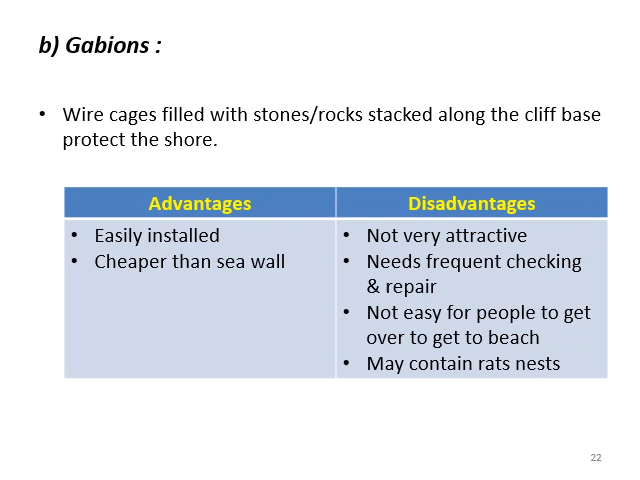 b) Gabions :
• Wire cages filled with stones/rocks stacked along the cliff base
protect the shore.
Advantages
Disadvantages
• Easily installed
• Cheaper than sea wall
• Not very attractive
• Needs frequent checking
& repair
• Not easy for people to get
over to get to beach
• May contain rats nests
22